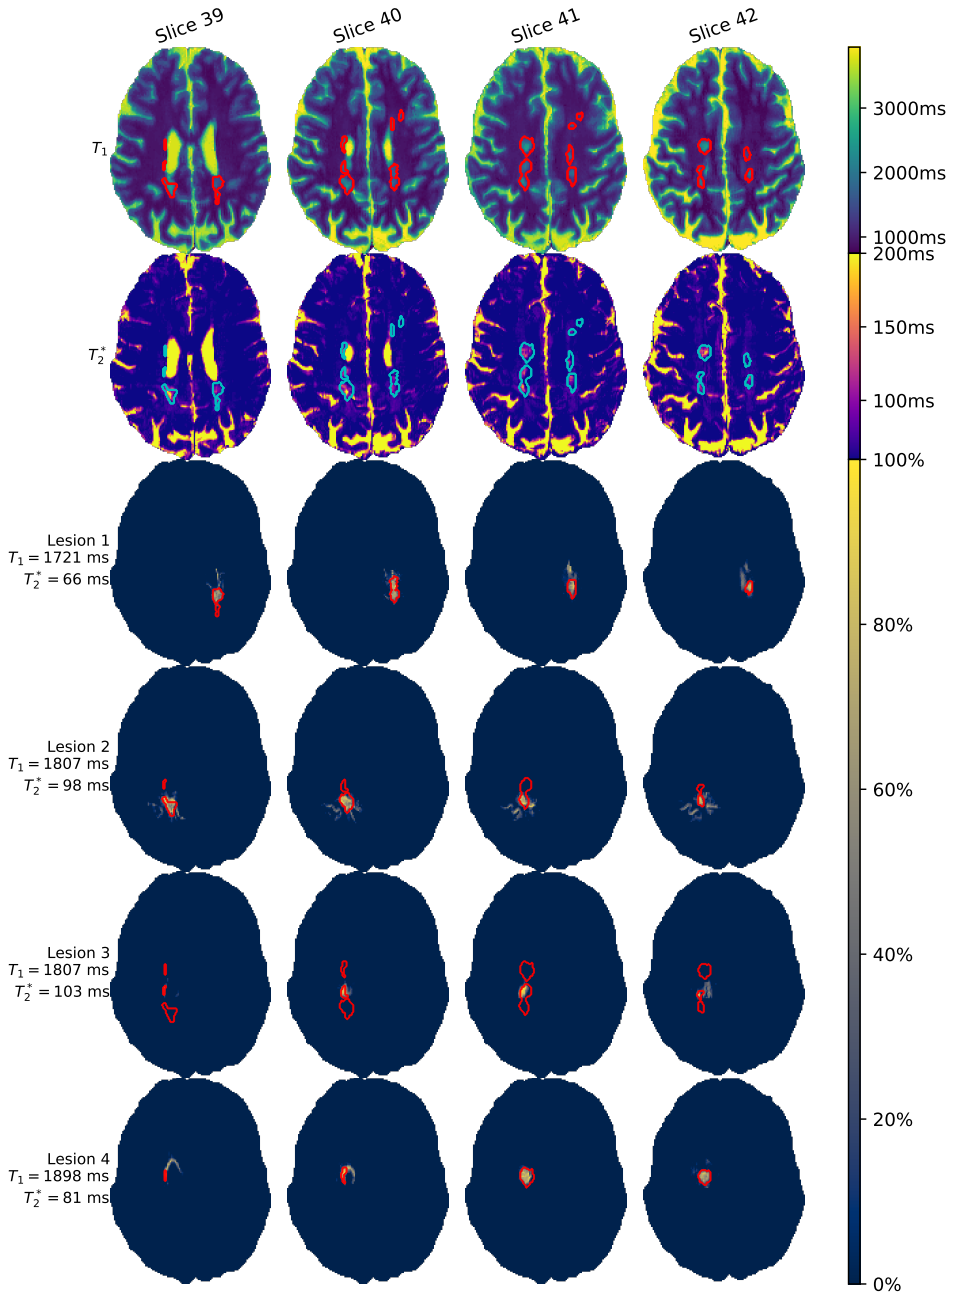 Slice 39 Slice 40 Slice 41 Slice 42
T₁
3000ms
2000ms
1000ms
T₂*
200ms
150ms
100ms
100%
80%
60%
40%
20%
0%
Lesion 1
T₁ = 1721 ms
T₂* = 66 ms
Lesion 2
T₁ = 1807 ms
T₂* = 98 ms
Lesion 3
T₁ = 1807 ms
T₂* = 103 ms
Lesion 4
T₁ = 1898 ms
T₂* = 81 ms